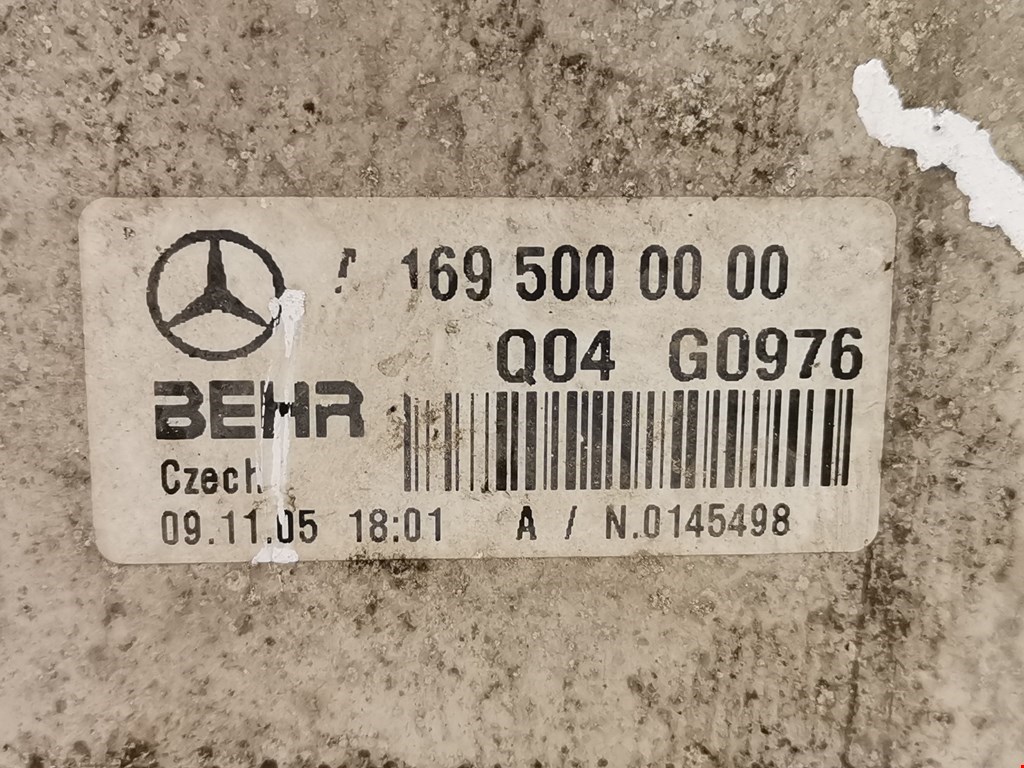 169 500 00 00
Q04 G0976
BEHR
Czech
09.11.05 18:01 A / N.0145498